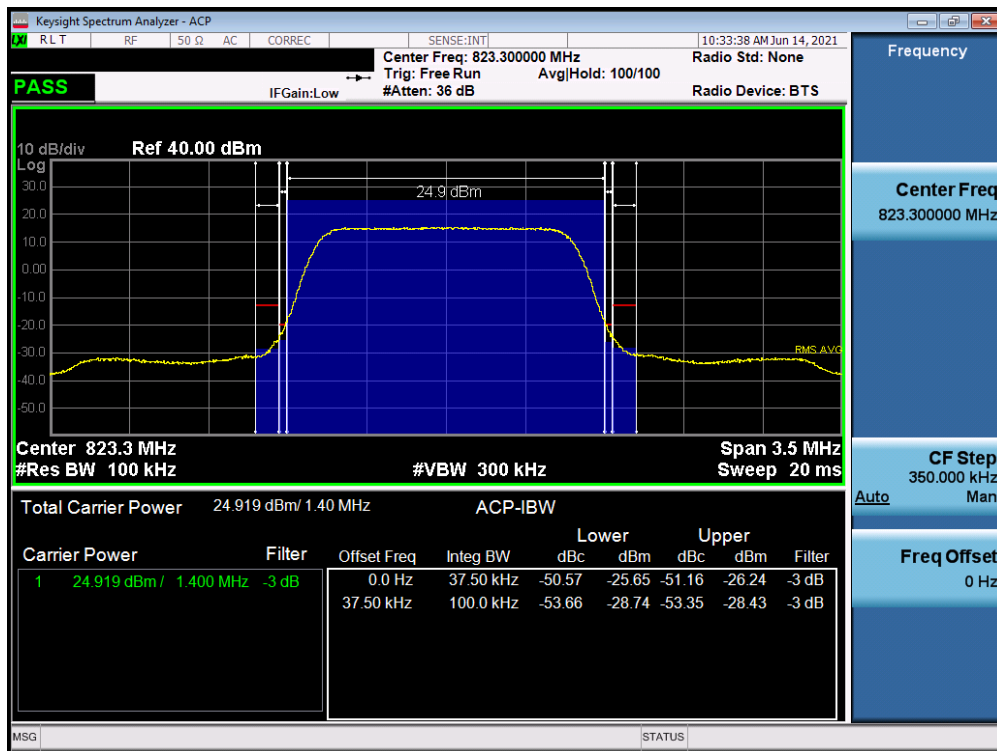 Keysight Spectrum Analyzer - ACP
LXI RLT RF 50 Ω AC CORREC SENSE:INT 10:33:38 AM Jun 14, 2021
Center Freq: 823.300000 MHz Radio Std: None
Trig: Free Run Avg|Hold: 100/100
PASS IFGain:Low #Atten: 36 dB Radio Device: BTS
10 dB/div Ref 40.00 dBm
Log
30.0
24.9 dBm
20.0
10.0
0.00
-10.0
-20.0
-30.0
RMS AVG
-40.0
-50.0
Center 823.3 MHz Span 3.5 MHz
#Res BW 100 kHz #VBW 300 kHz Sweep 20 ms
Total Carrier Power 24.919 dBm/ 1.40 MHz ACP-IBW
Lower Upper
Carrier Power Filter Offset Freq Integ BW dBc dBm dBc dBm Filter
1 24.919 dBm / 1.400 MHz -3 dB 0.0 Hz 37.50 kHz -50.57 -25.65 -51.16 -26.24 -3 dB
37.50 kHz 100.0 kHz -53.66 -28.74 -53.35 -28.43 -3 dB
MSG STATUS
Frequency
Center Freq
823.300000 MHz
CF Step
350.000 kHz
Auto Man
Freq Offset
0 Hz